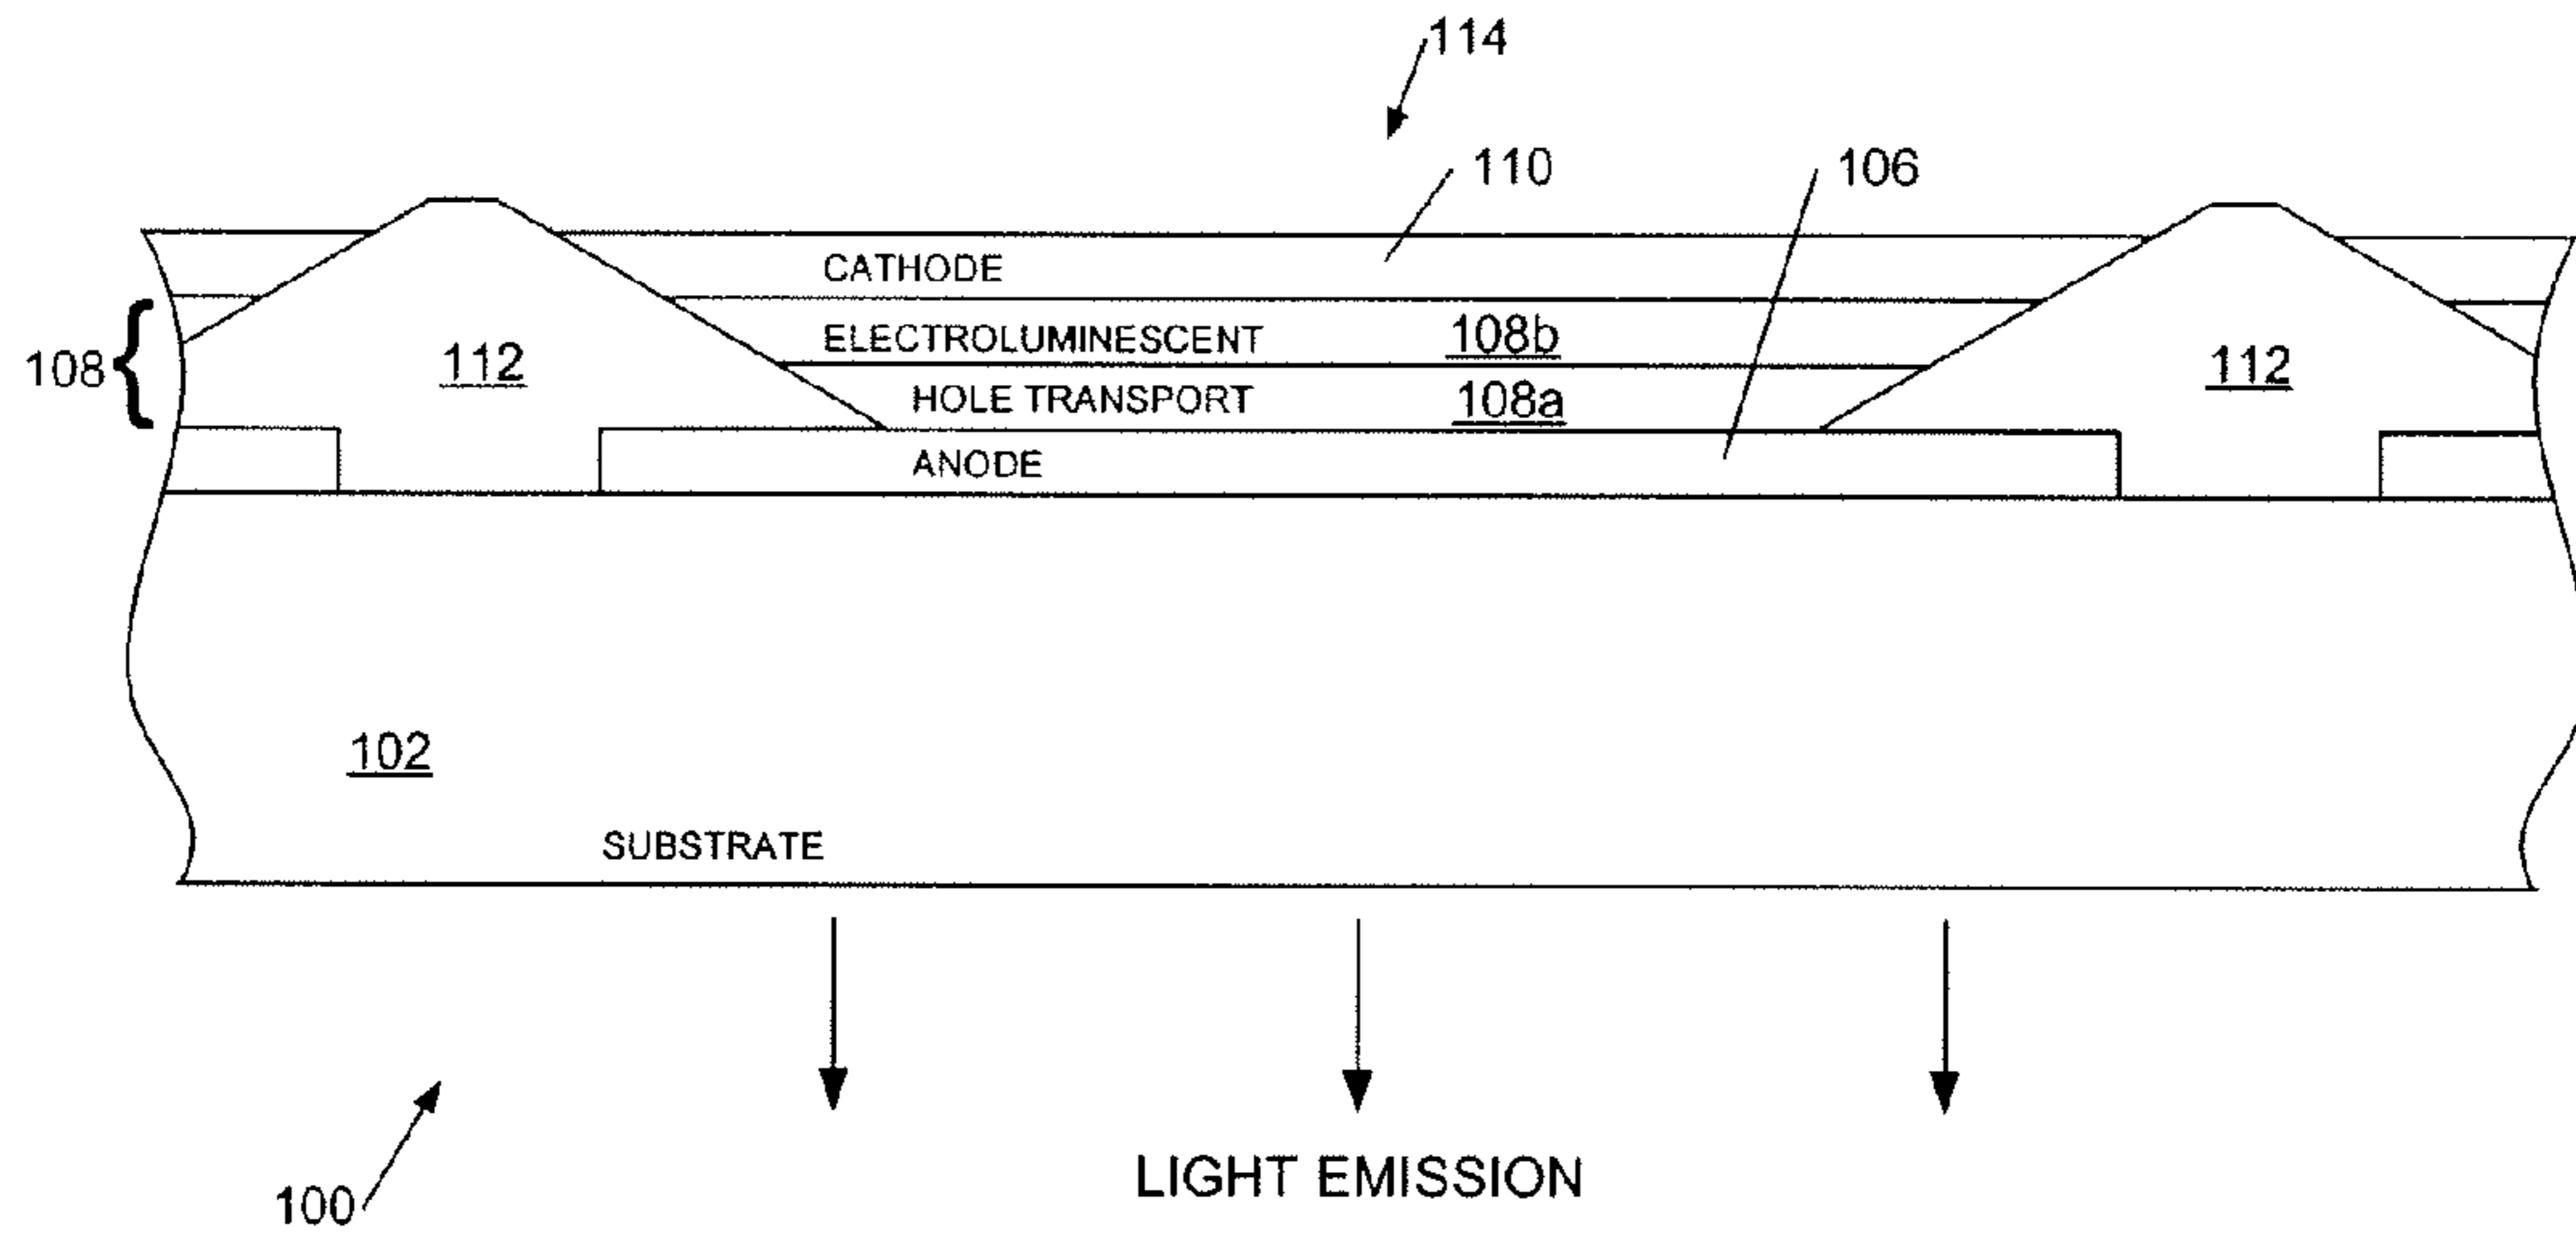 114
110
106
CATHODE
ELECTROLUMINESCENT 108b
108
112
112
HOLE TRANSPORT 108a
ANODE
102
SUBSTRATE
LIGHT EMISSION
100